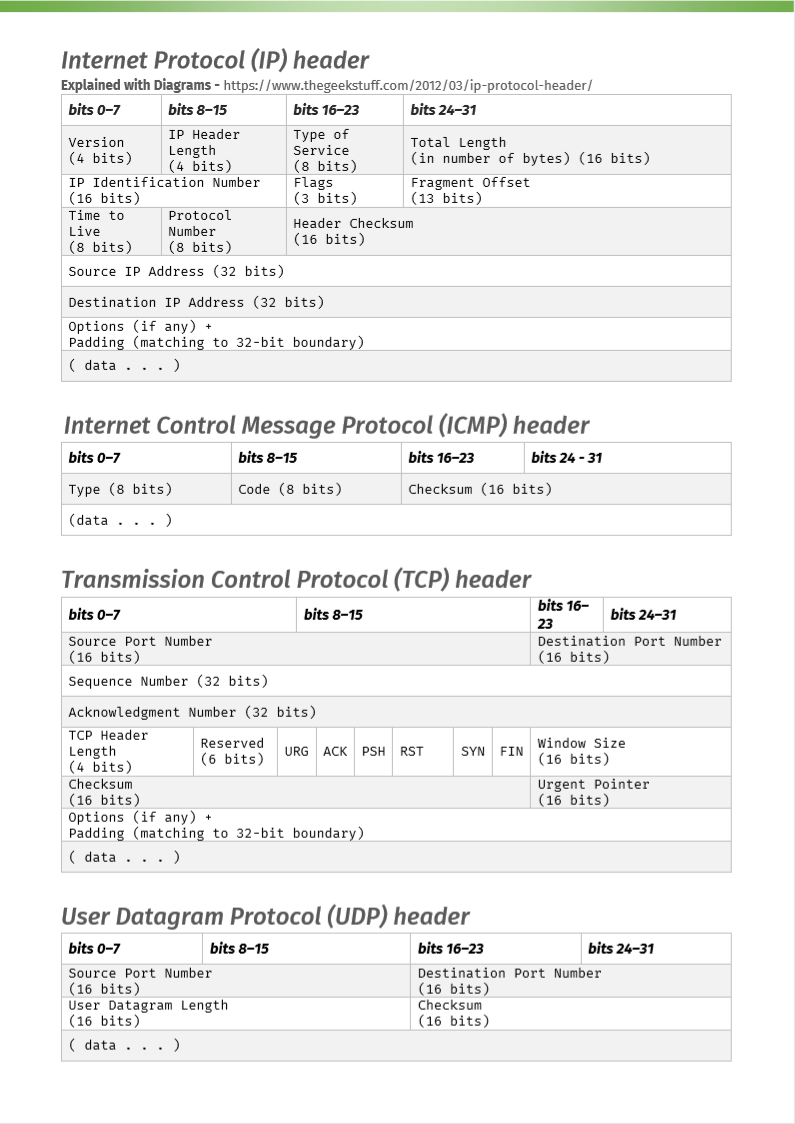 Internet Protocol (IP) header
Explained with Diagrams - https://www.thegeekstuff.com/2012/03/ip-protocol-header/
bits 0–7 bits 8–15 bits 16–23 bits 24–31
Version
(4 bits)
IP Header
Length
(4 bits)
Type of
Service
(8 bits)
Total Length
(in number of bytes) (16 bits)
IP Identification Number
(16 bits)
Flags
(3 bits)
Fragment Offset
(13 bits)
Time to
Live
(8 bits)
Protocol
Number
(8 bits)
Header Checksum
(16 bits)
Source IP Address (32 bits)
Destination IP Address (32 bits)
Options (if any) +
Padding (matching to 32-bit boundary)
( data . . . )
Internet Control Message Protocol (ICMP) header
bits 0–7 bits 8–15 bits 16–23 bits 24 - 31
Type (8 bits) Code (8 bits) Checksum (16 bits)
(data . . . )
Transmission Control Protocol (TCP) header
bits 0–7 bits 8–15 bits 16–
23 bits 24–31
Source Port Number
(16 bits)
Destination Port Number
(16 bits)
Sequence Number (32 bits)
Acknowledgment Number (32 bits)
TCP Header
Length
(4 bits)
Reserved
(6 bits)
URG ACK PSH RST SYN FIN
Window Size
(16 bits)
Checksum
(16 bits)
Urgent Pointer
(16 bits)
Options (if any) +
Padding (matching to 32-bit boundary)
( data . . . )
User Datagram Protocol (UDP) header
bits 0–7 bits 8–15 bits 16–23 bits 24–31
Source Port Number
(16 bits)
Destination Port Number
(16 bits)
User Datagram Length
(16 bits)
Checksum
(16 bits)
( data . . . )